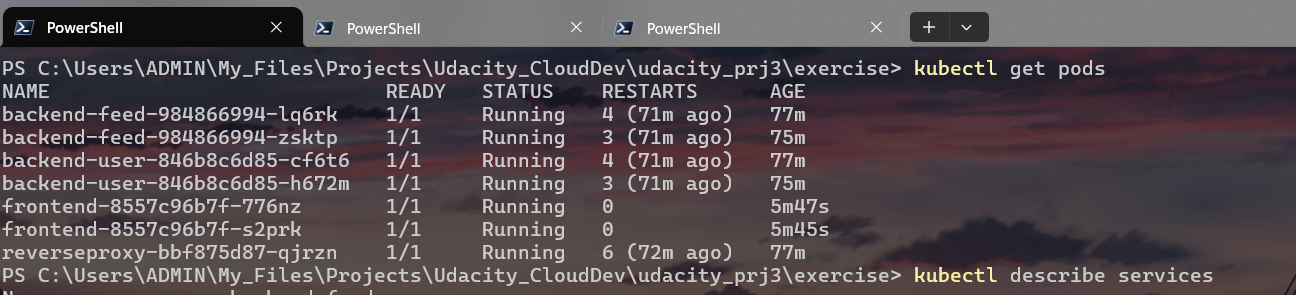 PowerShell
PowerShell
PowerShell
PS C:\Users\ADMIN\My_Files\Projects\Udacity_CloudDev\udacity_prj3\exercise> kubectl get pods
NAME READY STATUS RESTARTS AGE
backend-feed-984866994-lq6rk 1/1 Running 4 (71m ago) 77m
backend-feed-984866994-zsktp 1/1 Running 3 (71m ago) 75m
backend-user-846b8c6d85-cf6t6 1/1 Running 4 (71m ago) 77m
backend-user-846b8c6d85-h672m 1/1 Running 3 (71m ago) 75m
frontend-8557c96b7f-776nz 1/1 Running 0 5m47s
frontend-8557c96b7f-s2prk 1/1 Running 0 5m45s
reverseproxy-bbf875d87-qjrzn 1/1 Running 6 (72m ago) 77m
PS C:\Users\ADMIN\My_Files\Projects\Udacity_CloudDev\udacity_prj3\exercise> kubectl describe services